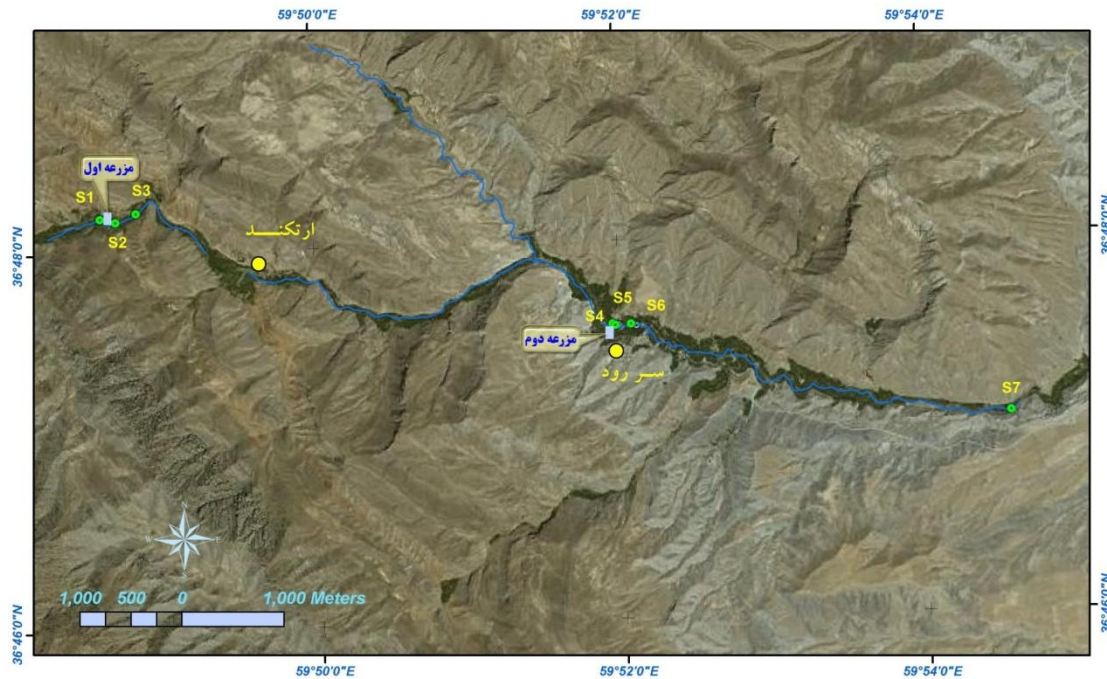 59°50'0"E
59°52'0"E
59°54'0"E
مزرعه اول
S1
S3
S2
ارتکنــــد
36°48'0"N
36°48'0"N
S5
S6
S4
مزرعه دوم
ســـر رود
S7
W
E
1,000 500 0 1,000 Meters
36°46'0"N
36°46'0"N
59°50'0"E
59°52'0"E
59°54'0"E